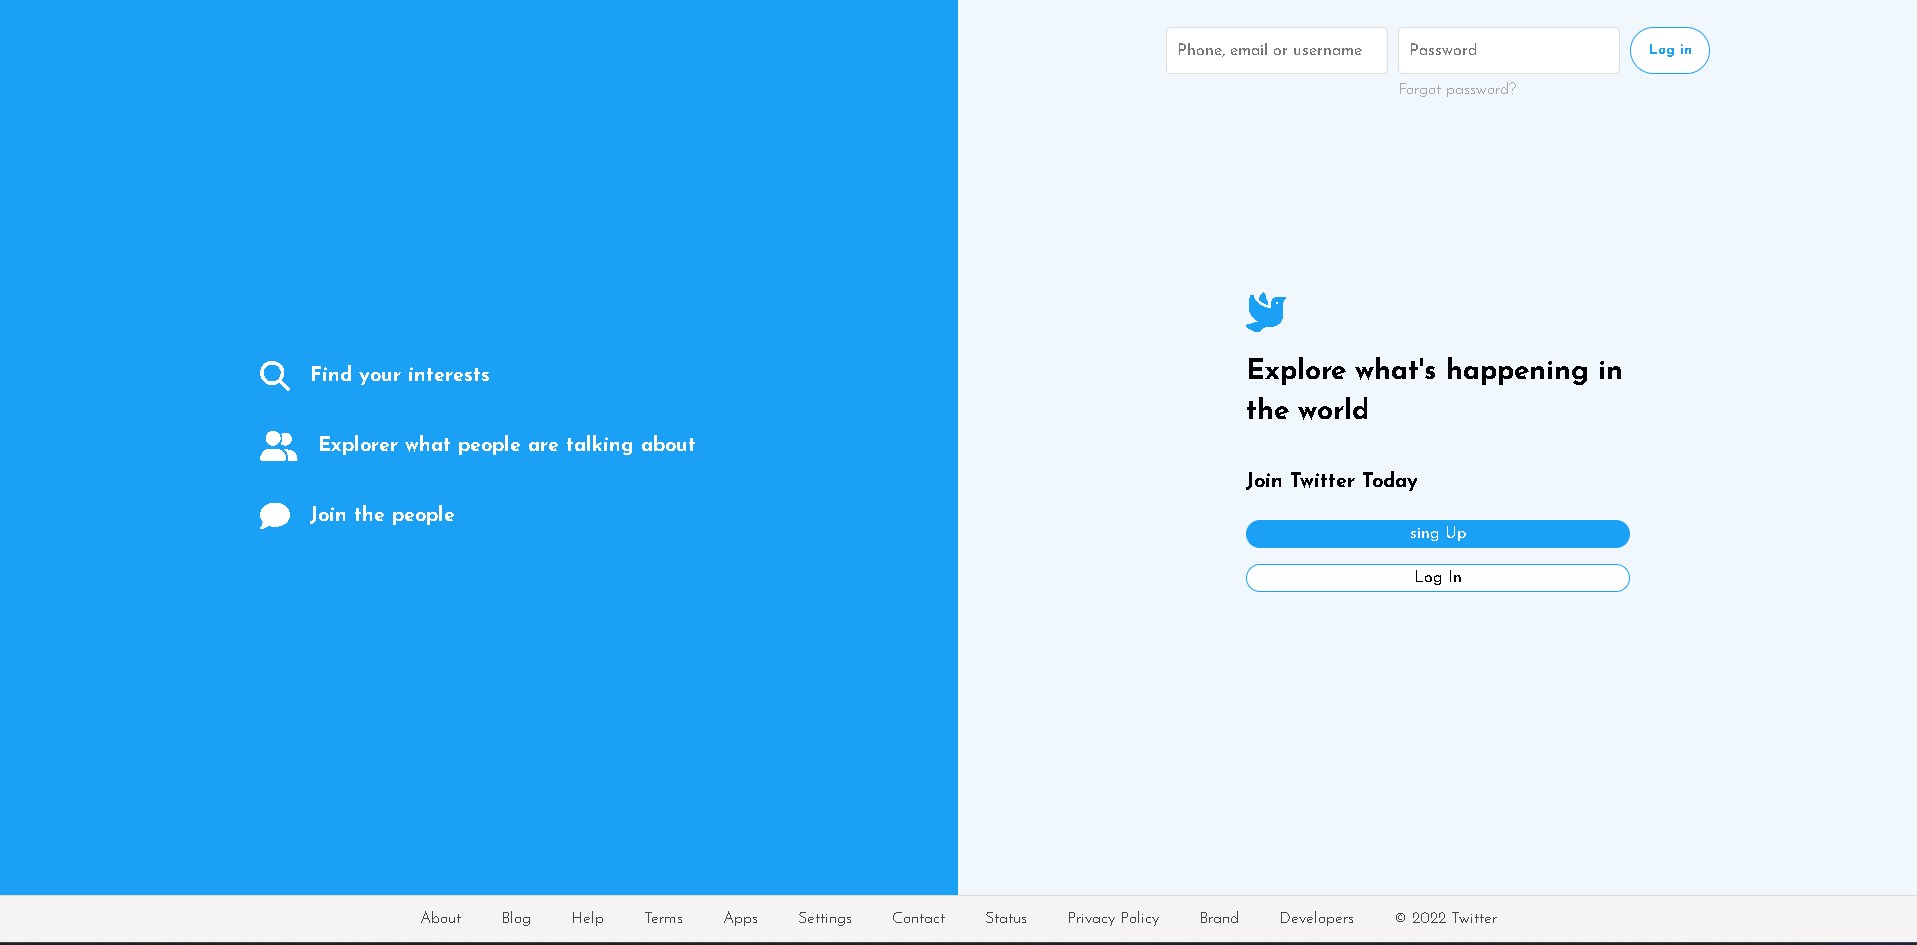 Phone, email or username
Password
Log in
Forgot password?
Find your interests
Explorer what people are talking about
Join the people
Explore what's happening in
the world
Join Twitter Today
sing Up
Log In
About Blog Help Terms Apps Settings Contact Status Privacy Policy Brand Developers © 2022 Twitter